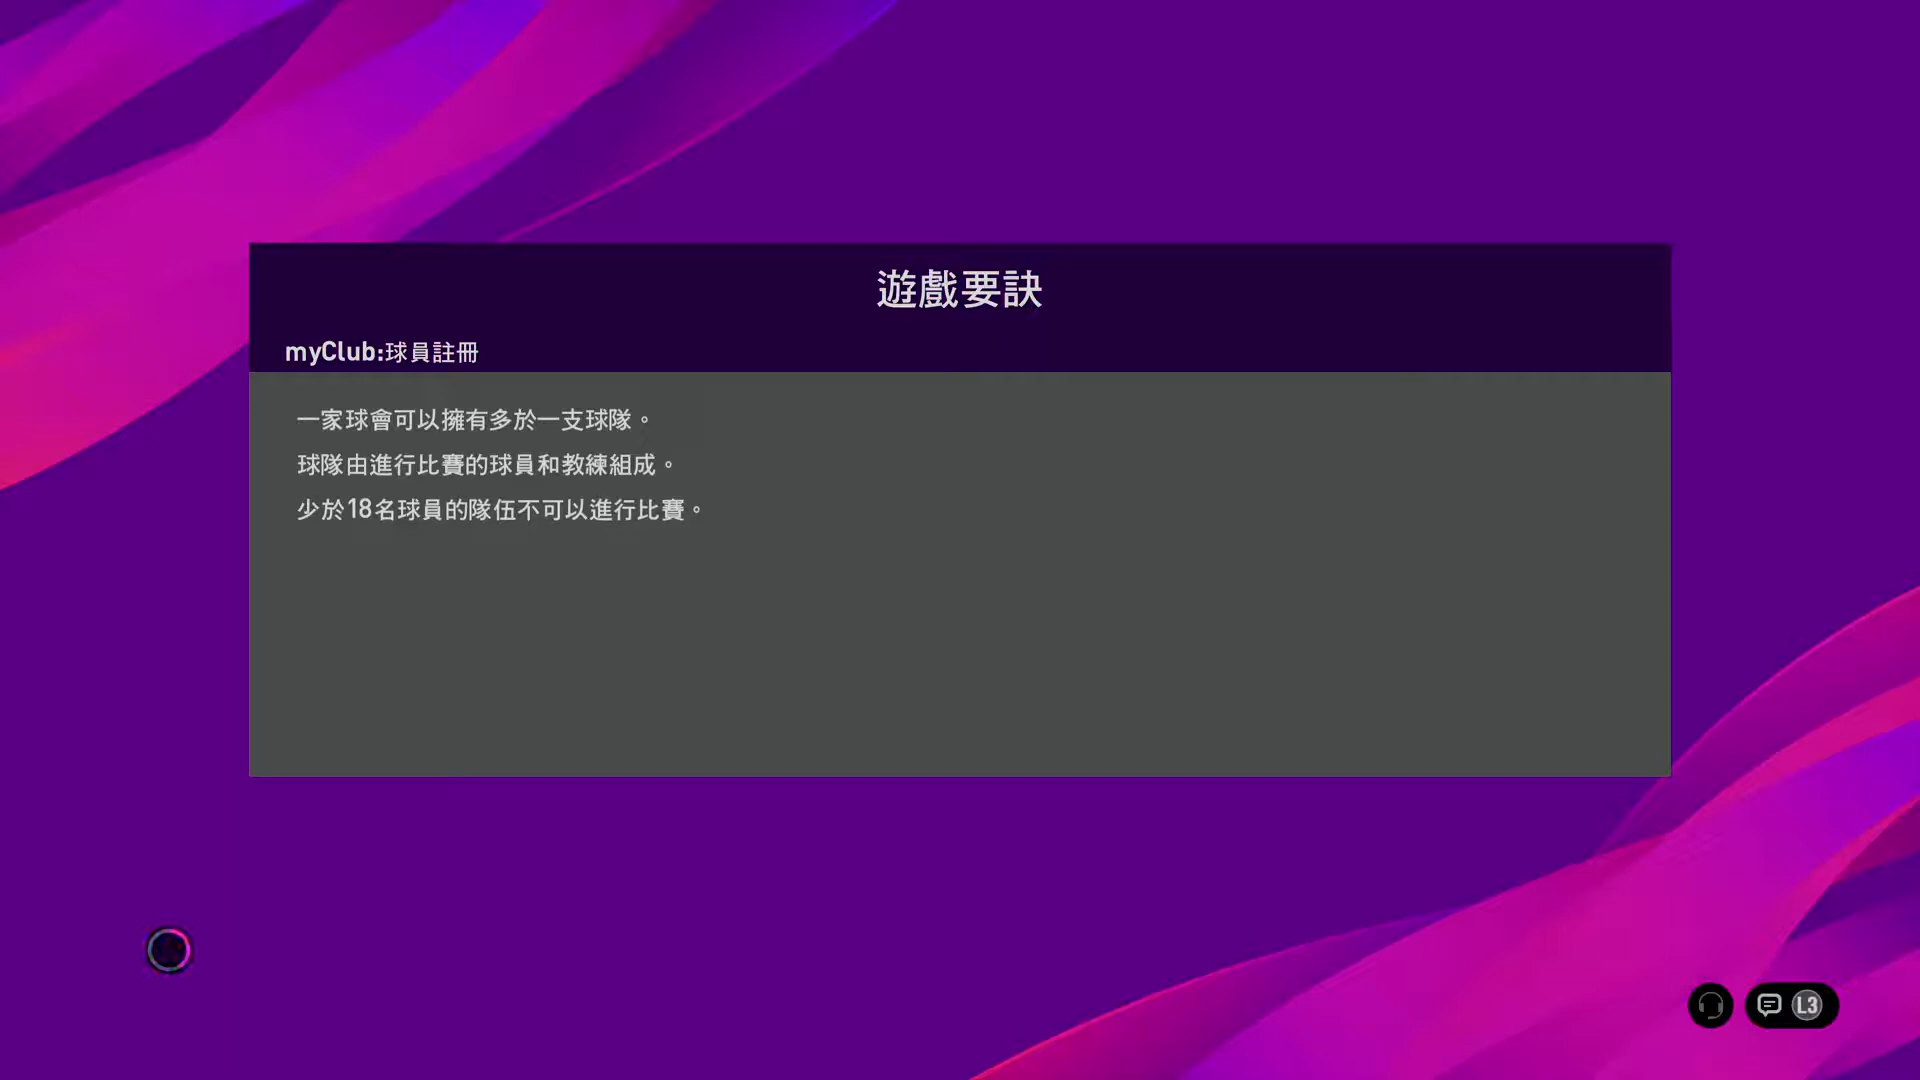 遊戲要訣
myClub:球員註冊
一家球會可以擁有多於一支球隊。
球隊由進行比賽的球員和教練組成。
少於18名球員的隊伍不可以進行比賽。
L3